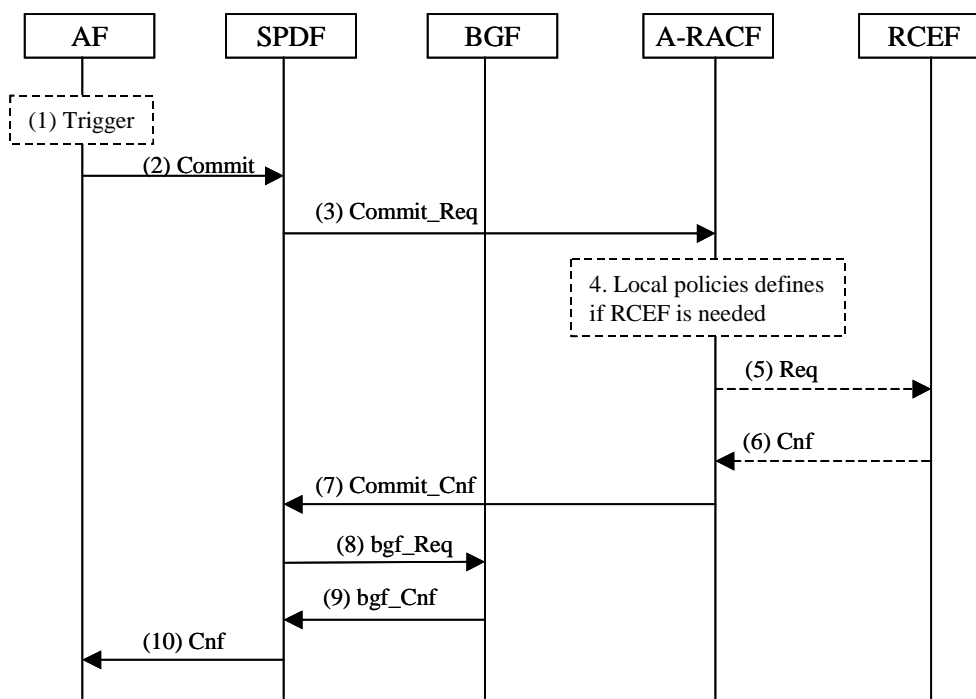 AF
SPDF
BGF
A-RACF
RCEF
(1) Trigger
(2) Commit
(3) Commit_Req
4. Local policies defines
if RCEF is needed
(5) Req
(6) Cnf
(7) Commit_Cnf
(8) bgf_Req
(9) bgf_Cnf
(10) Cnf